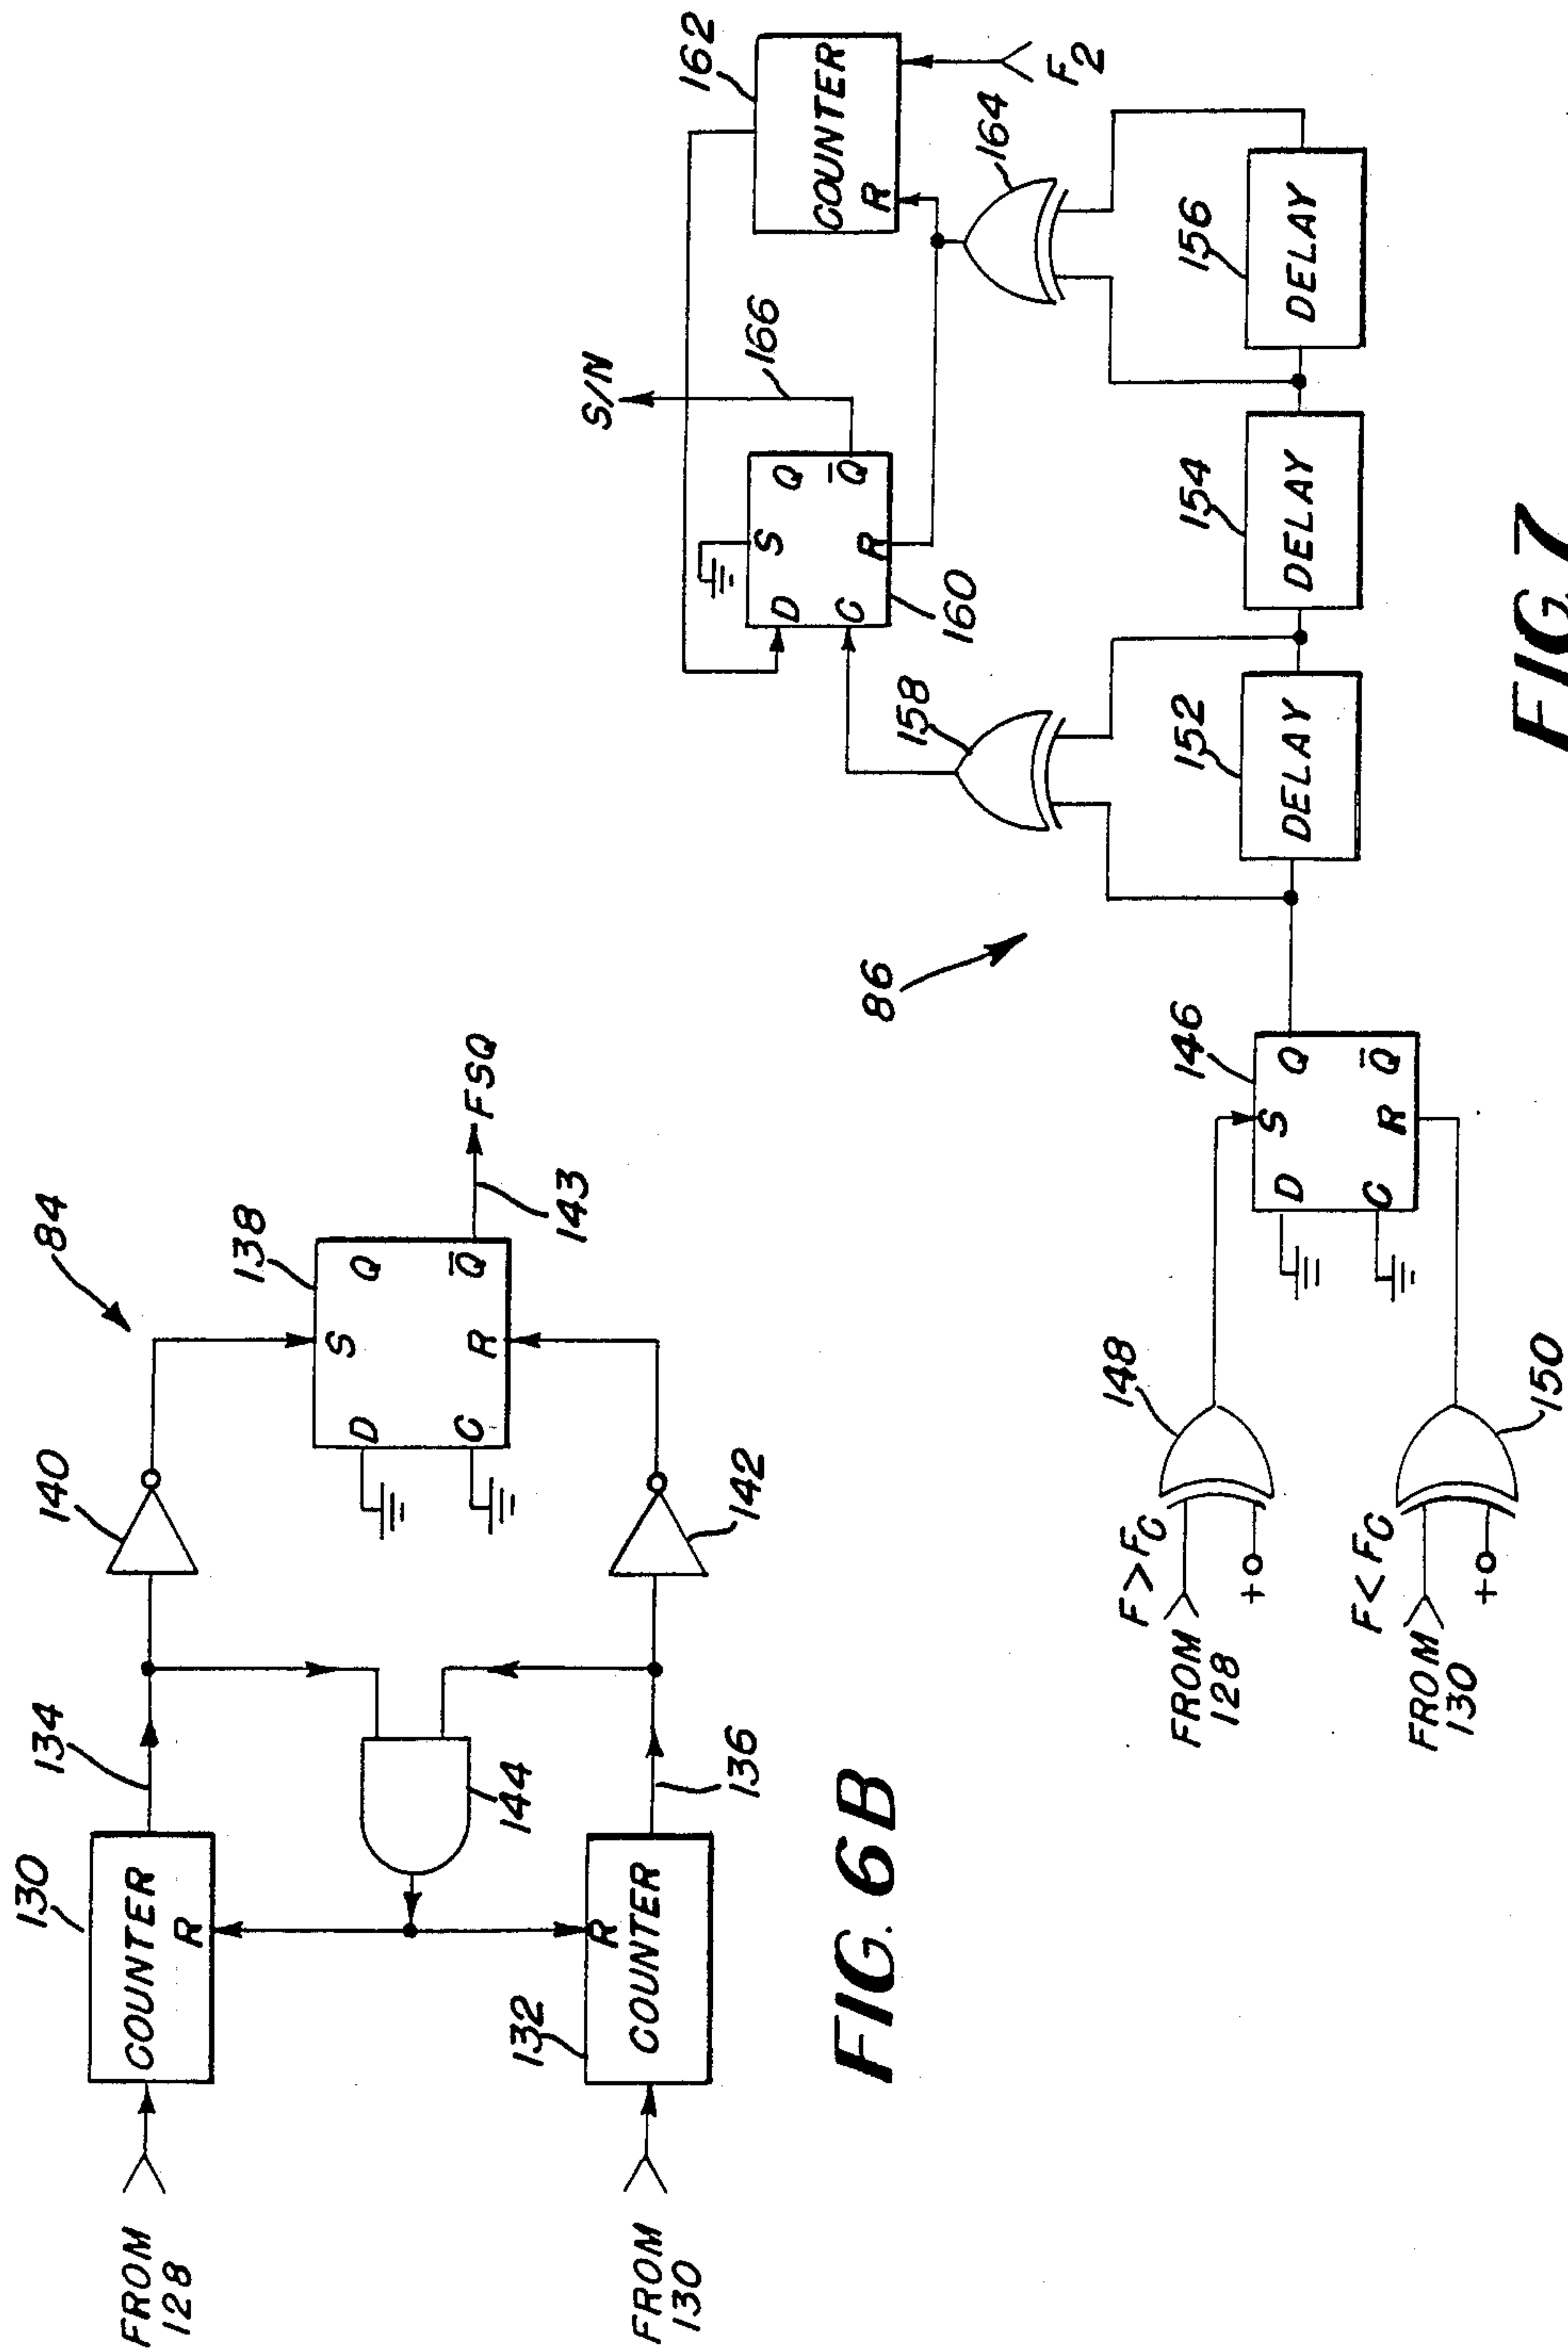 84
130
134
140
138
COUNTER
R
S
D
Q
C
Q̅
R
FSQ
143
FROM
128
144
132
R
COUNTER
136
142
FROM
130
FIG. 6B
86
S/N
166
162
COUNTER
R
F2
164
S
D
Q
C
Q̅
R
160
158
152
DELAY
154
DELAY
156
DELAY
146
S
D
Q
C
Q̅
R
148
F>FC
FROM
128
+
F<FC
FROM
130
+
150
FIG. 7